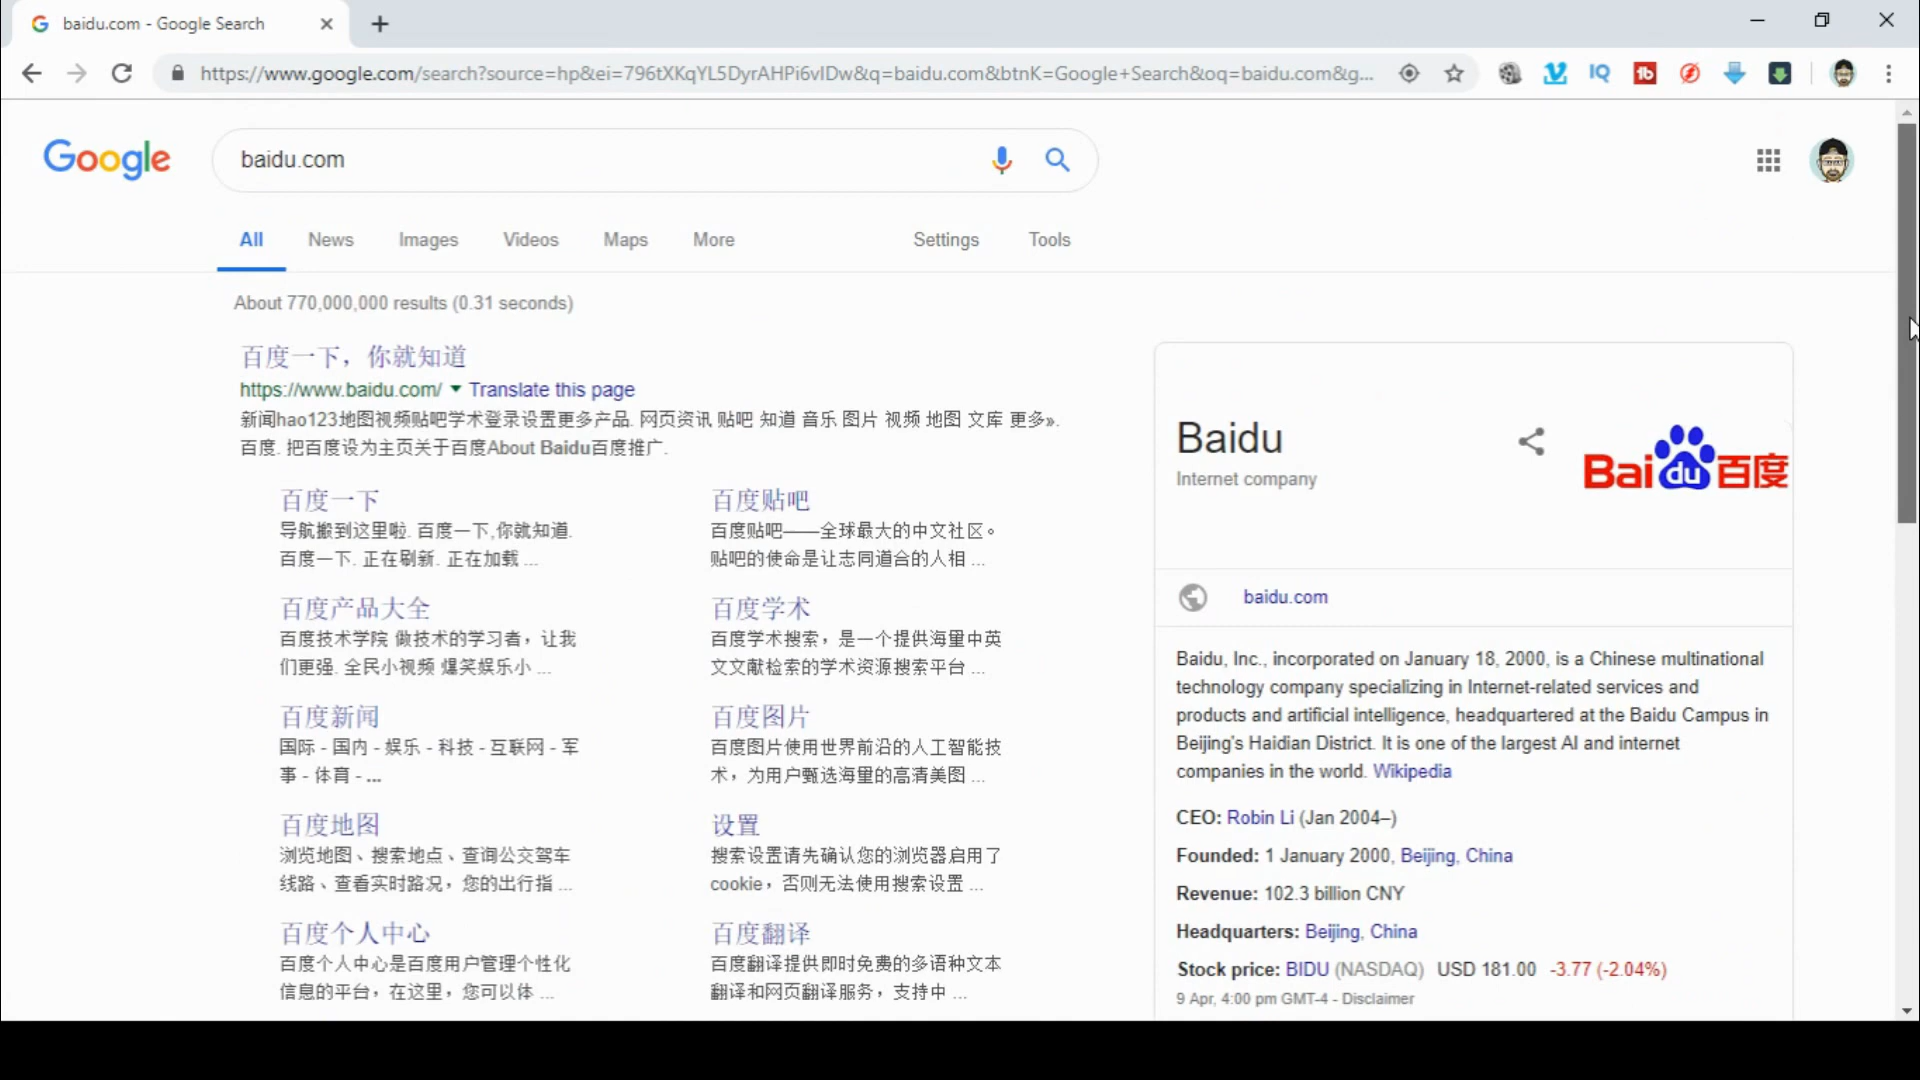 baidu.com - Google Search
https://www.google.com/search?source=hp&ei=796tXKqYL5DyrAHPi6vIDw&q=baidu.com&btnK=Google+Search&oq=baidu.com&g...
Google
baidu.com
All News Images Videos Maps More Settings Tools
About 770,000,000 results (0.31 seconds)
百度一下，你就知道
https://www.baidu.com/ Translate this page
新闻hao123地图视频贴吧学术登录设置更多产品. 网页资讯 贴吧 知道 音乐 图片 视频 地图 文库 更多».
百度. 把百度设为主页关于百度About Baidu百度推广.
百度一下
导航搬到这里啦. 百度一下,你就知道.
百度一下. 正在刷新. 正在加载 ...
百度贴吧
百度贴吧——全球最大的中文社区。
贴吧的使命是让志同道合的人相 ...
百度产品大全
百度技术学院 做技术的学习者，让我
们更强. 全民小视频 爆笑娱乐小 ...
百度学术
百度学术搜索，是一个提供海量中英
文文献检索的学术资源搜索平台 ...
百度新闻
国际 - 国内 - 娱乐 - 科技 - 互联网 - 军
事 - 体育 - ...
百度图片
百度图片使用世界前沿的人工智能技
术，为用户甄选海量的高清美图 ...
百度地图
浏览地图、搜索地点、查询公交驾车
线路、查看实时路况，您的出行指 ...
设置
搜索设置请先确认您的浏览器启用了
cookie，否则无法使用搜索设置 ...
百度个人中心
百度个人中心是百度用户管理个性化
信息的平台，在这里，您可以体 ...
百度翻译
百度翻译提供即时免费的多语种文本
翻译和网页翻译服务，支持中 ...
Baidu
Internet company
Bai du 百度
baidu.com
Baidu, Inc., incorporated on January 18, 2000, is a Chinese multinational
technology company specializing in Internet-related services and
products and artificial intelligence, headquartered at the Baidu Campus in
Beijing's Haidian District. It is one of the largest AI and internet
companies in the world. Wikipedia
CEO: Robin Li (Jan 2004–)
Founded: 1 January 2000, Beijing, China
Revenue: 102.3 billion CNY
Headquarters: Beijing, China
Stock price: BIDU (NASDAQ) USD 181.00 -3.77 (-2.04%)
9 Apr, 4:00 pm GMT-4 - Disclaimer